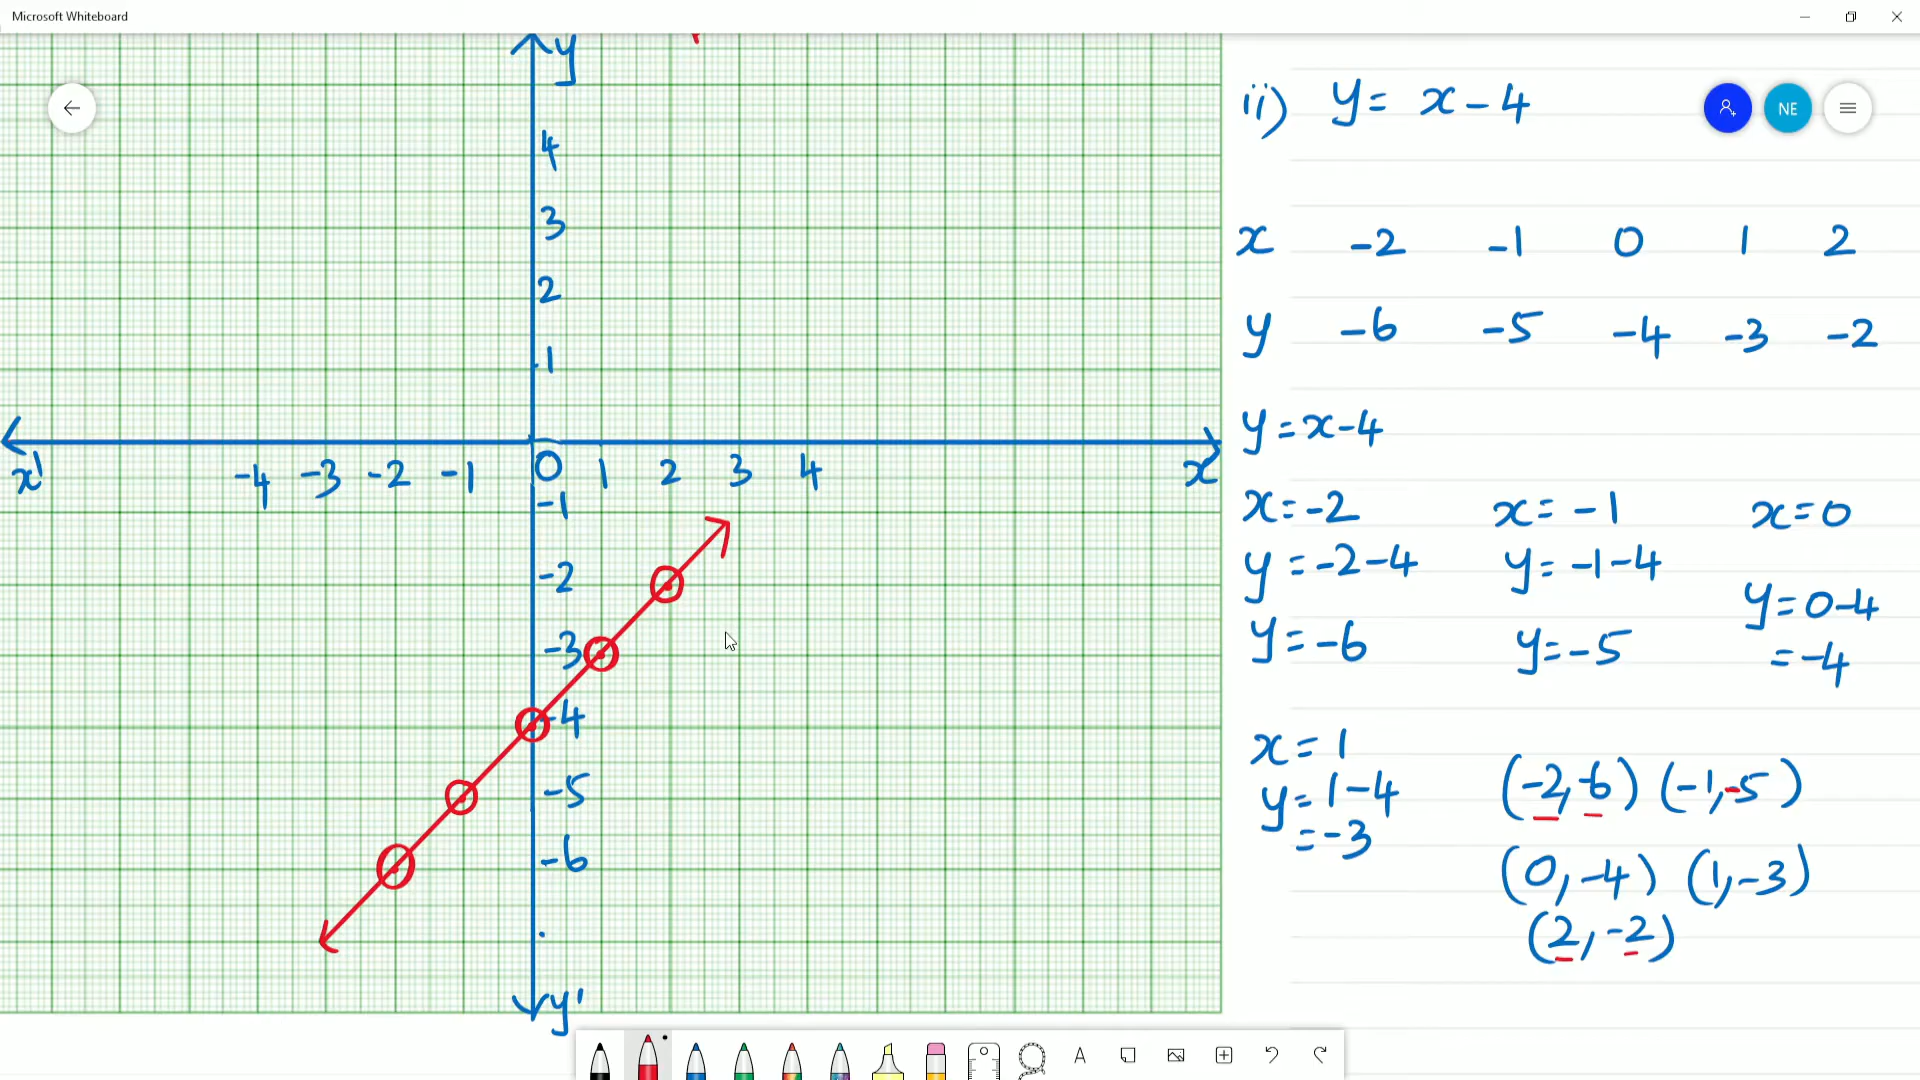 Microsoft Whiteboard
y
4
3
2
1
x' -4 -3 -2 -1 0 1 2 3 4 x
-1
-2
-3
-4
-5
-6
y'
ii) y = x - 4
NE
x -2 -1 0 1 2
y -6 -5 -4 -3 -2
y = x - 4
x = -2 x = -1 x = 0
y = -2 - 4 y = -1 - 4 y = 0 - 4
y = -6 y = -5 = -4
x = 1
y = 1 - 4
= -3
(-2, -6) (-1, -5)
(0, -4) (1, -3)
(2, -2)
A